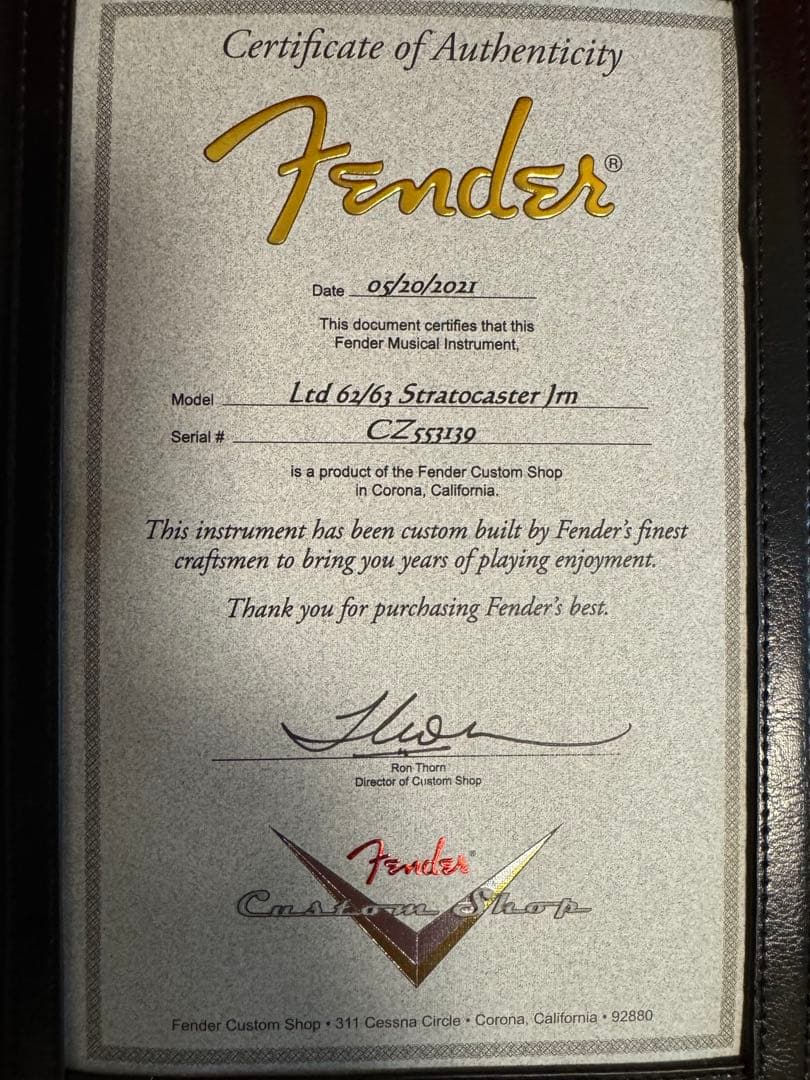 Certificate of Authenticity
Fender®
Date 05/20/2021
This document certifies that this
Fender Musical Instrument,
Model Ltd 62/63 Stratocaster Jrn
Serial # CZ553139
is a product of the Fender Custom Shop
in Corona, California.
This instrument has been custom built by Fender's finest
craftsmen to bring you years of playing enjoyment.
Thank you for purchasing Fender's best.
Ron Thorn
Director of Custom Shop
Fender
Custom Shop
Fender Custom Shop • 311 Cessna Circle • Corona, California • 92880